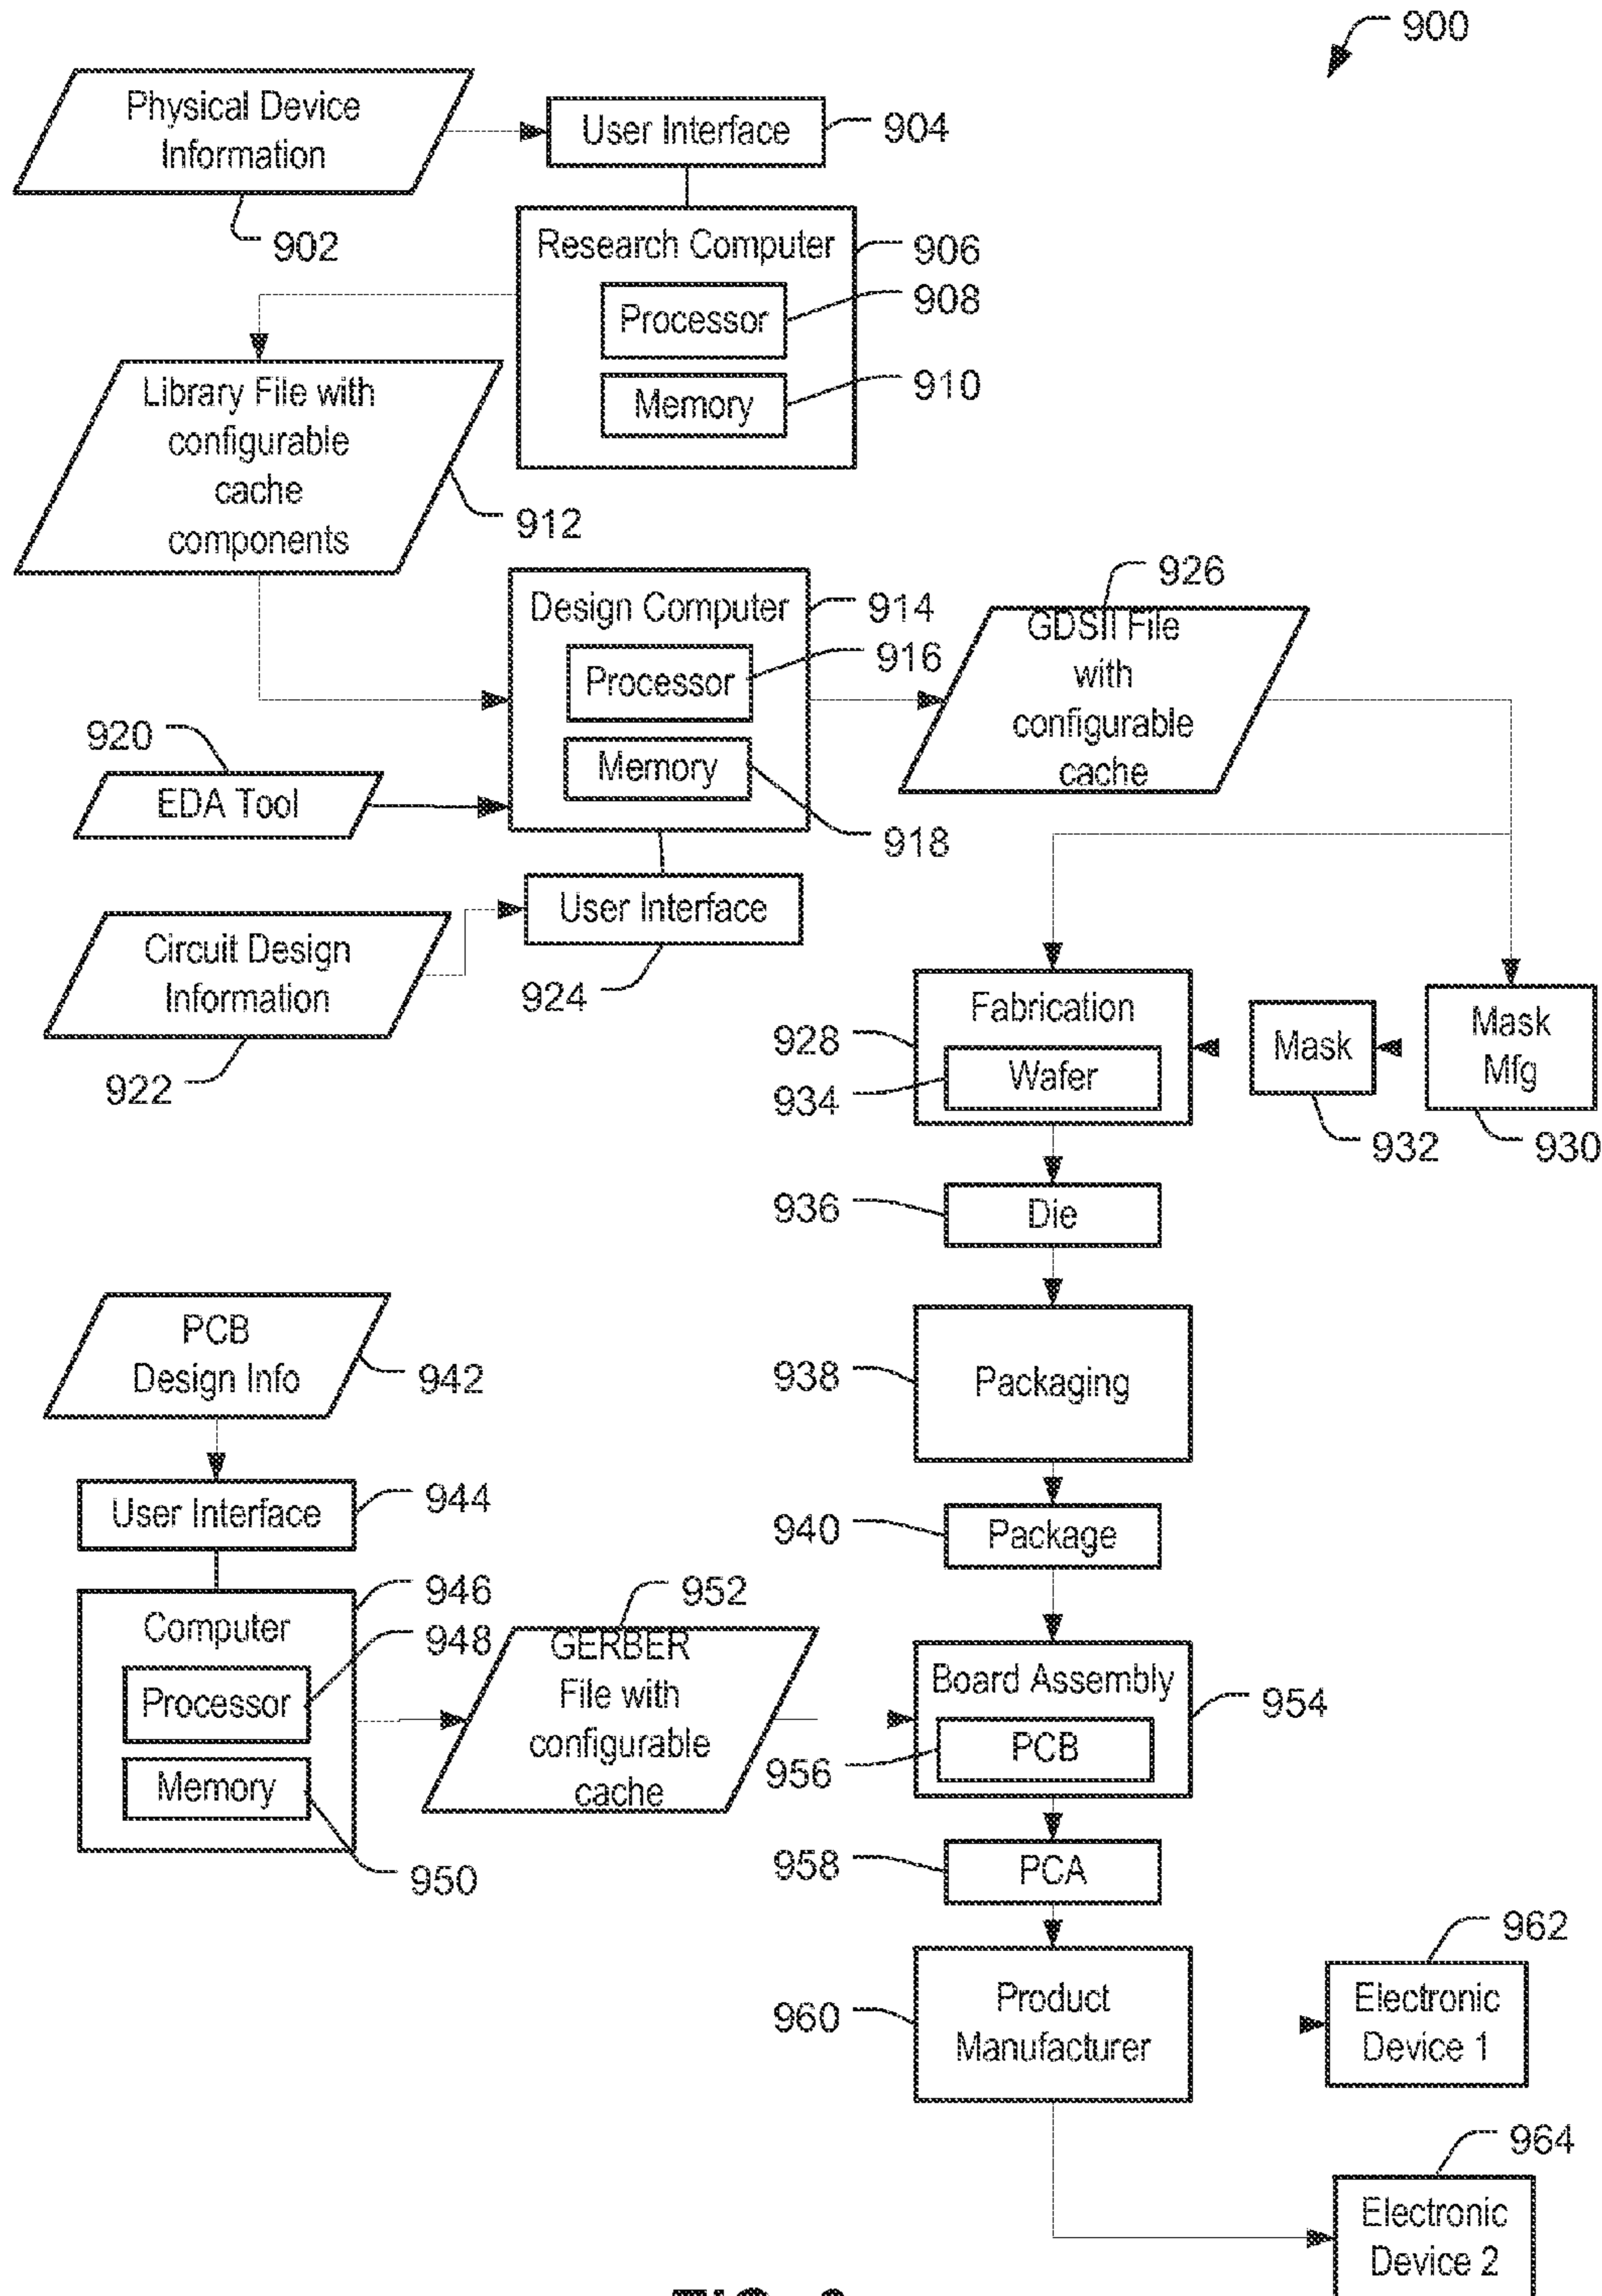 900
Physical Device
Information
902
User Interface
904
Research Computer
906
Processor
908
Memory
910
Library File with
configurable
cache
components
912
Design Computer
914
Processor
916
Memory
918
920
EDA Tool
Circuit Design
Information
922
User Interface
924
926
GDSII File
with
configurable
cache
Fabrication
928
Wafer
934
Mask
932
Mask
Mfg
930
936
Die
938
Packaging
940
Package
PCB
Design Info
942
User Interface
944
Computer
946
Processor
948
Memory
950
952
GERBER
File with
configurable
cache
Board Assembly
954
PCB
956
958
PCA
960
Product
Manufacturer
962
Electronic
Device 1
964
Electronic
Device 2